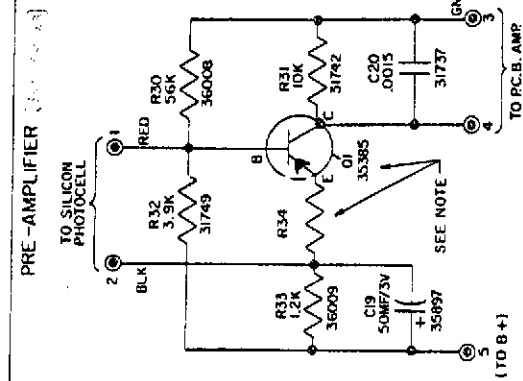 PRE-AMPLIFIER
TO SILICON
PHOTOCELL
1
RED
2
BLK
R30
56K
36008
R31
10K
31742
C20
.0015
31737
GN
3
4
TO P.C.B. AMP.
R32
3.9K
31749
B
C
E
Q1
35385
R34
SEE NOTE
R33
1.2K
36009
C19
50MF/3V
+
35897
5
(TO B+)